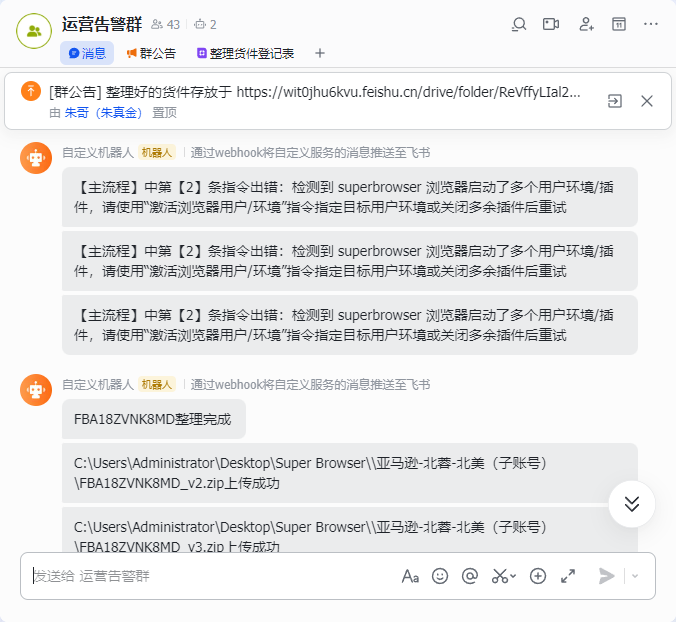 运营告警群 43 2
消息 群公告 整理货件登记表
[群公告] 整理好的货件存放于 https://wit0jhu6kvu.feishu.cn/drive/folder/ReVffyLIal2...
由 朱哥（朱真金） 置顶
自定义机器人 机器人 通过webhook将自定义服务的消息推送至飞书
【主流程】中第【2】条指令出错：检测到 superbrowser 浏览器启动了多个用户环境/插
件，请使用“激活浏览器用户/环境”指令指定目标用户环境或关闭多余插件后重试
【主流程】中第【2】条指令出错：检测到 superbrowser 浏览器启动了多个用户环境/插
件，请使用“激活浏览器用户/环境”指令指定目标用户环境或关闭多余插件后重试
【主流程】中第【2】条指令出错：检测到 superbrowser 浏览器启动了多个用户环境/插
件，请使用“激活浏览器用户/环境”指令指定目标用户环境或关闭多余插件后重试
自定义机器人 机器人 通过webhook将自定义服务的消息推送至飞书
FBA18ZVNK8MD整理完成
C:\Users\Administrator\Desktop\Super Browser\\亚马逊-北蓉-北美（子账号）
\FBA18ZVNK8MD_v2.zip上传成功
C:\Users\Administrator\Desktop\Super Browser\\亚马逊-北蓉-北美（子账号）
\FBA18ZVNK8MD_v3.zip上传成功
发送给 运营告警群 Aa